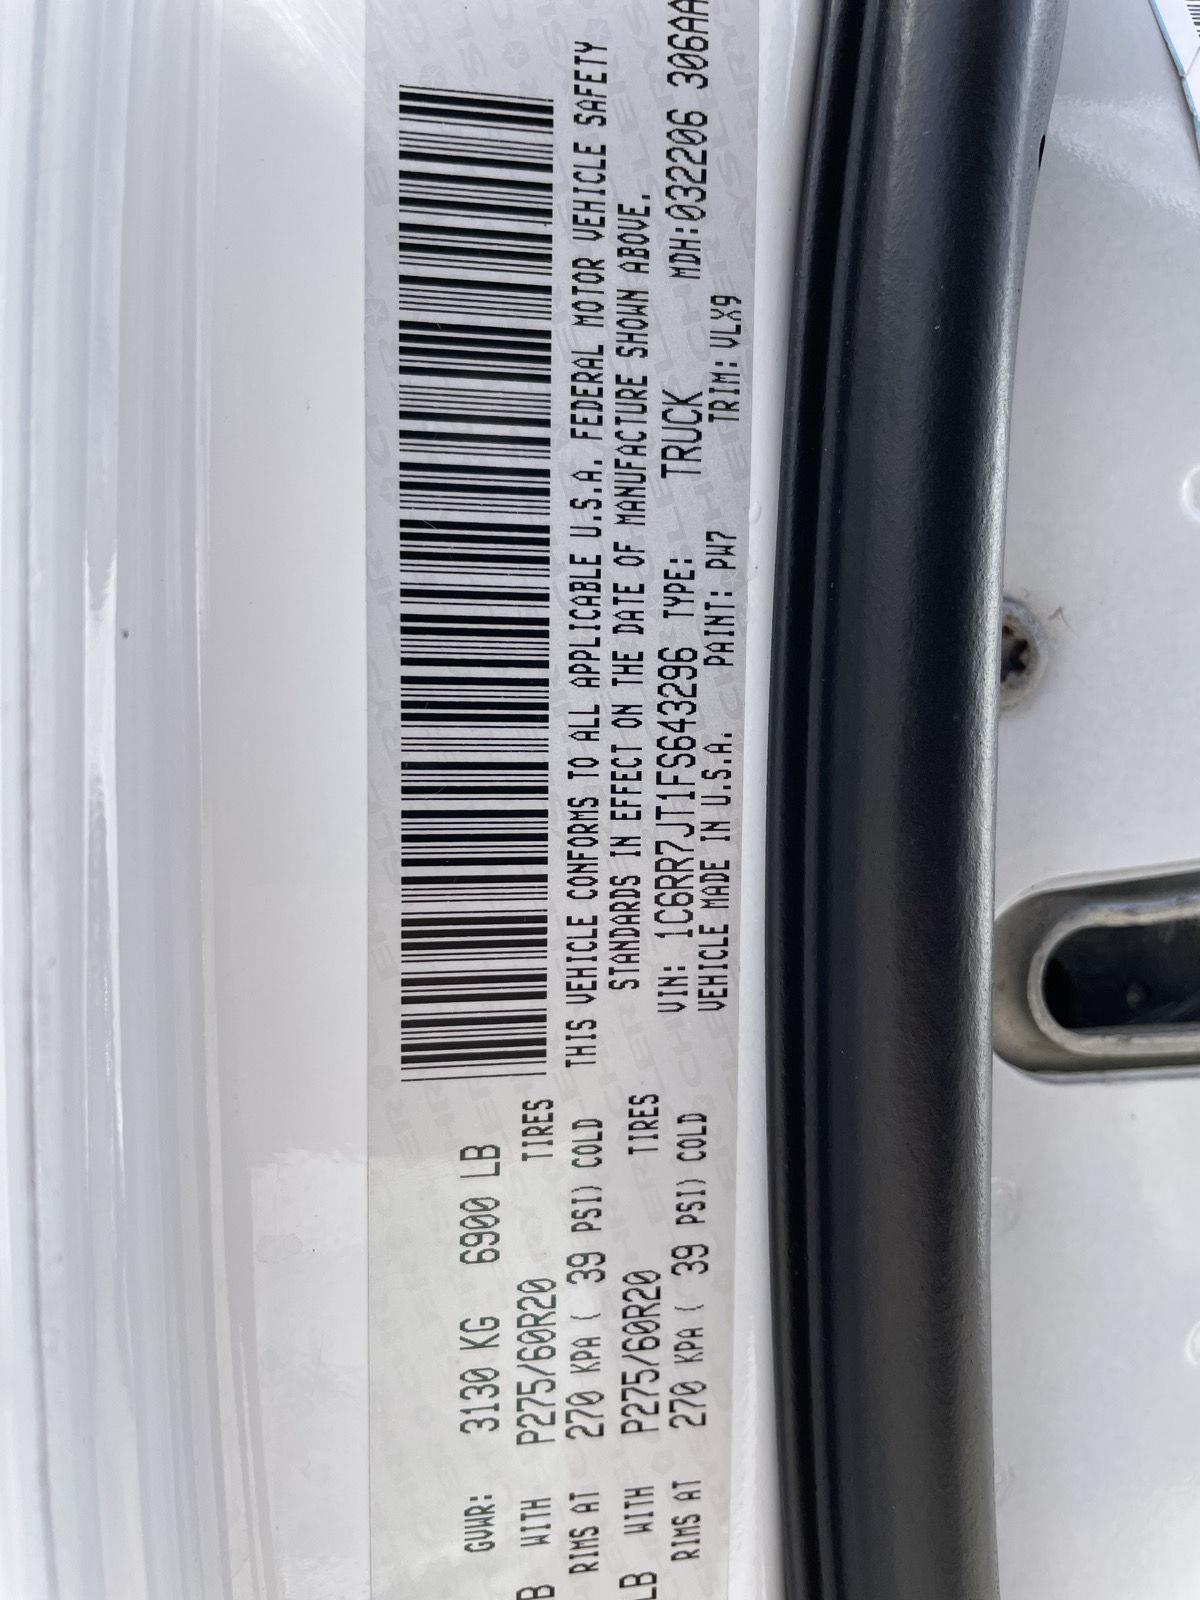 GVWR: 3130 KG 6900 LB
B WITH P275/60R20 TIRES
RIMS AT 270 KPA ( 39 PSI) COLD
LB WITH P275/60R20 TIRES
RIMS AT 270 KPA ( 39 PSI) COLD
THIS VEHICLE CONFORMS TO ALL APPLICABLE U.S.A. FEDERAL MOTOR VEHICLE SAFETY
STANDARDS IN EFFECT ON THE DATE OF MANUFACTURE SHOWN ABOVE.
VIN: 1C6RR7JT1FS643296 TYPE: TRUCK MDH:032206 306AA
VEHICLE MADE IN U.S.A. PAINT: PW7 TRIM: VLX9